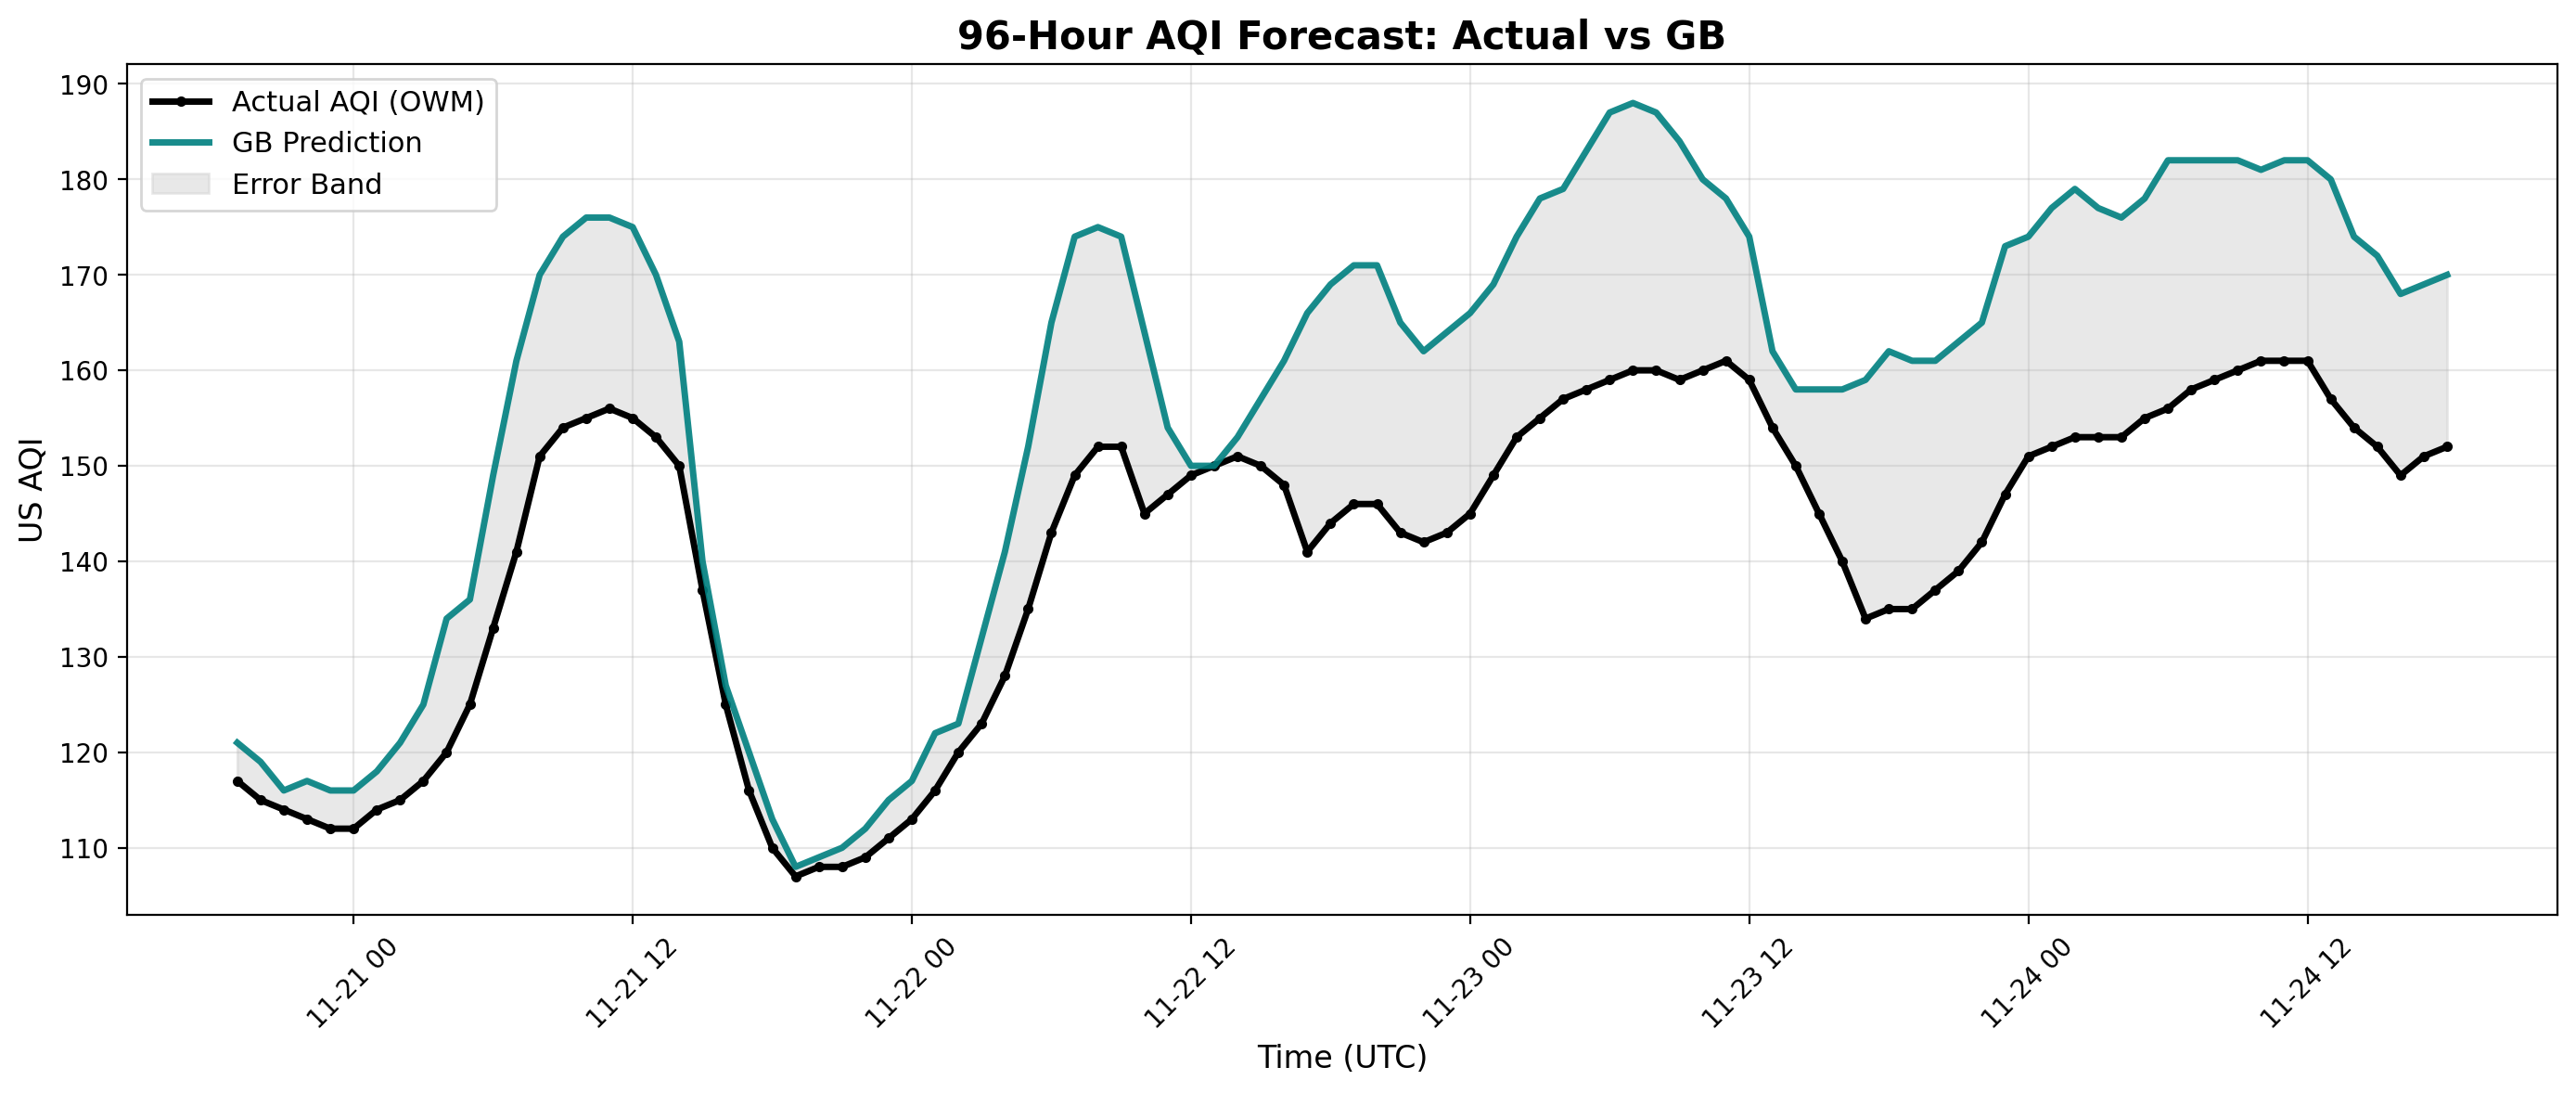 96-Hour AQI Forecast: Actual vs GB
Actual AQI (OWM)
GB Prediction
Error Band
US AQI
190
180
170
160
150
140
130
120
110
11-21 00
11-21 12
11-22 00
11-22 12
11-23 00
11-23 12
11-24 00
11-24 12
Time (UTC)